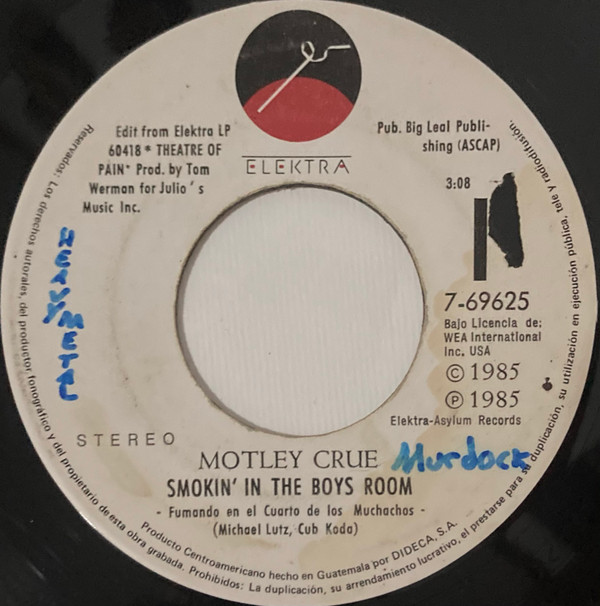 ELEKTRA
Edit from Elektra LP
60418 * THEATRE OF
PAIN* Prod. by Tom
Werman for Julio's
Music Inc.
Pub. Big Leal Publi-
shing (ASCAP)
3:08
7-69625
Bajo Licencia de:
WEA International
Inc. USA
© 1985
℗ 1985
Elektra-Asylum Records
HEAVY METAL
STEREO
MOTLEY CRUE
Murdock
SMOKIN' IN THE BOYS ROOM
- Fumando en el Cuarto de los Muchachos -
(Michael Lutz, Cub Koda)
Producto Centroamericano hecho en Guatemala por DIDECA, S.A.
Reservados: Los derechos autorales, del productor fonográfico y del propietario de esta obra grabada. Prohibidos: La duplicación, su arrendamiento lucrativo, el prestarse para su duplicación, su utilización en ejecución pública, tele y radiodifusión.